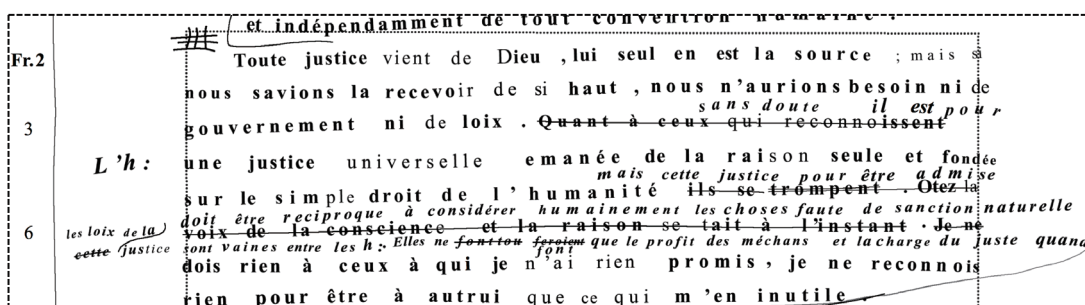 et indépendamment de tout convention humaine .
Fr.2 Toute justice vient de Dieu , lui seul en est la source ; mais si
nous savions la recevoir de si haut , nous n'aurions besoin ni de
sans doute il est pour
3 gouvernement ni de loix . Quant à ceux qui reconnoissent
L'h : une justice universelle emanée de la raison seule et fondée
mais cette justice pour être admise
sur le simple droit de l'humanité ils se trompent . Otez la
doit être reciproque à considérer humainement les choses faute de sanction naturelle
6 les loix de la voix de la conscience et la raison se tait à l'instant . Je ne
cette justice sont vaines entre les h :. Elles ne font tou feroient que le profit des méchans et la charge du juste quand
font
dois rien à ceux à qui je n'ai rien promis, je ne reconnois
rien pour être à autrui que ce qui m'en inutile .